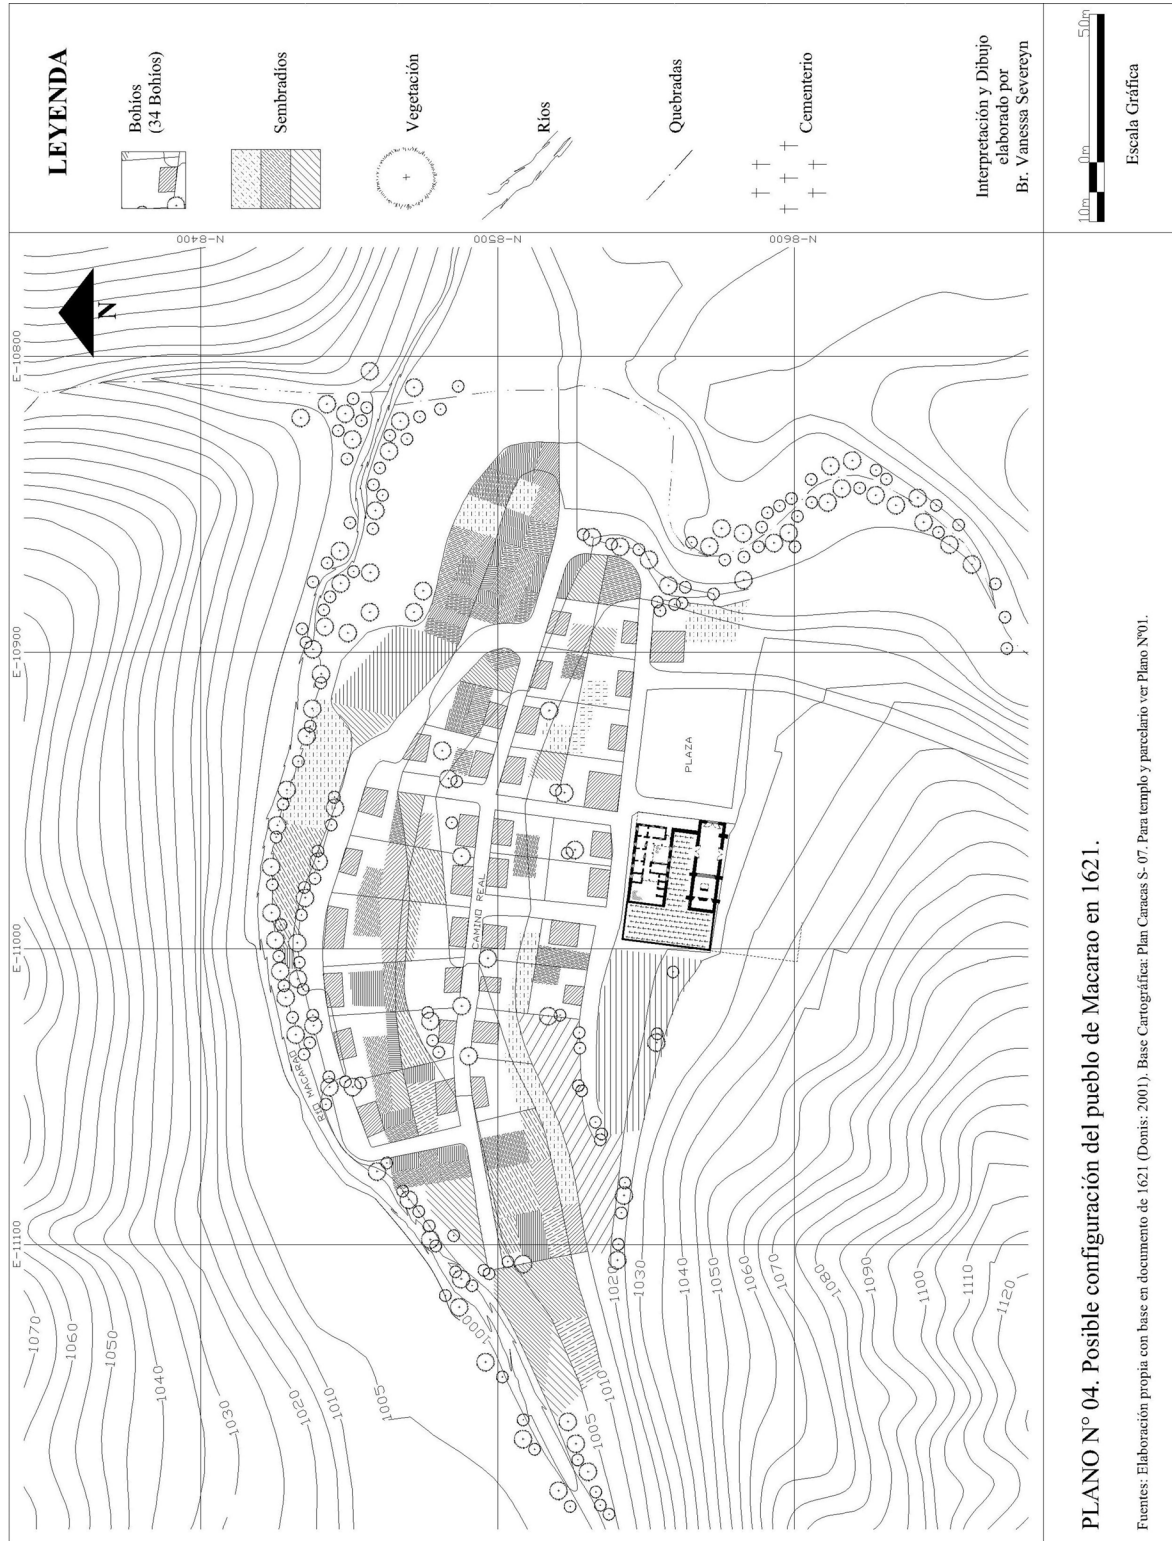 LEYENDA
Bohíos
(34 Bohíos)
Sembradíos
Vegetación
Ríos
Quebradas
Cementerio
Interpretación y Dibujo
elaborado por
Br. Vanessa Severeyn
10m 0m 50m
Escala Gráfica
N
E-11100
E-11000
E-10900
E-10800
N-8400
N-8500
N-8600
1070
1060
1050
1040
1030
1020
1010
1005
RIO MACARAO
CAMINO REAL
PLAZA
10000
1005
1010
1020
1030
1040
1050
1060
1070
1080
1090
1100
1110
1120
PLANO N° 04. Posible configuración del pueblo de Macarao en 1621.
Fuentes: Elaboración propia con base en documento de 1621 (Donis: 2001). Base Cartográfica: Plan Caracas S- 07. Para templo y parcelario ver Plano Nº01.